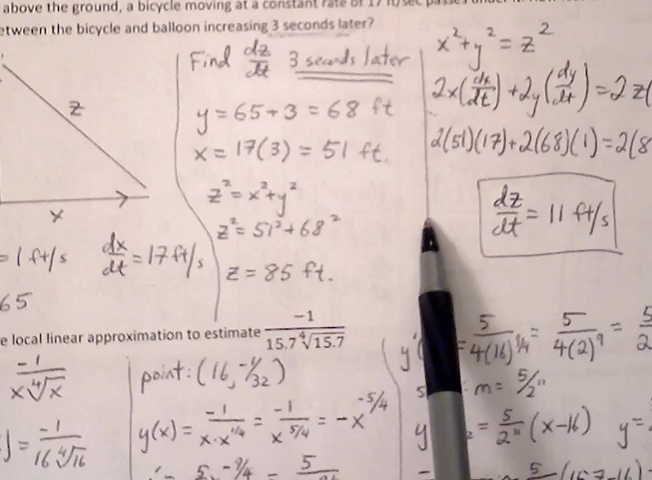 above the ground, a bicycle moving at a constant rate of 17 ft/sec passes under it.
etween the bicycle and balloon increasing 3 seconds later?
z
x
= 1 ft/s dx/dt = 17 ft/s
65
Find dz/dt 3 seconds later
y = 65+3 = 68 ft
x = 17(3) = 51 ft.
z² = x²+y²
z² = 51²+68²
z = 85 ft.
x²+y² = z²
2x(dx/dt)+2y(dy/dt)=2z(
2(51)(17)+2(68)(1)=2(8
dz/dt = 11 ft/s
e local linear approximation to estimate -1/15.7∜15.7
-1/x∜x
= -1/16∜16
point: (16, -1/32)
y(x) = -1/x·x^1/4 = -1/x^5/4 = -x^-5/4
y' = 5/4(16)^9/4 = 5/4(2)^9 = 5/2
: m = 5/2¹¹
= 5/2¹¹ (x-16) y=